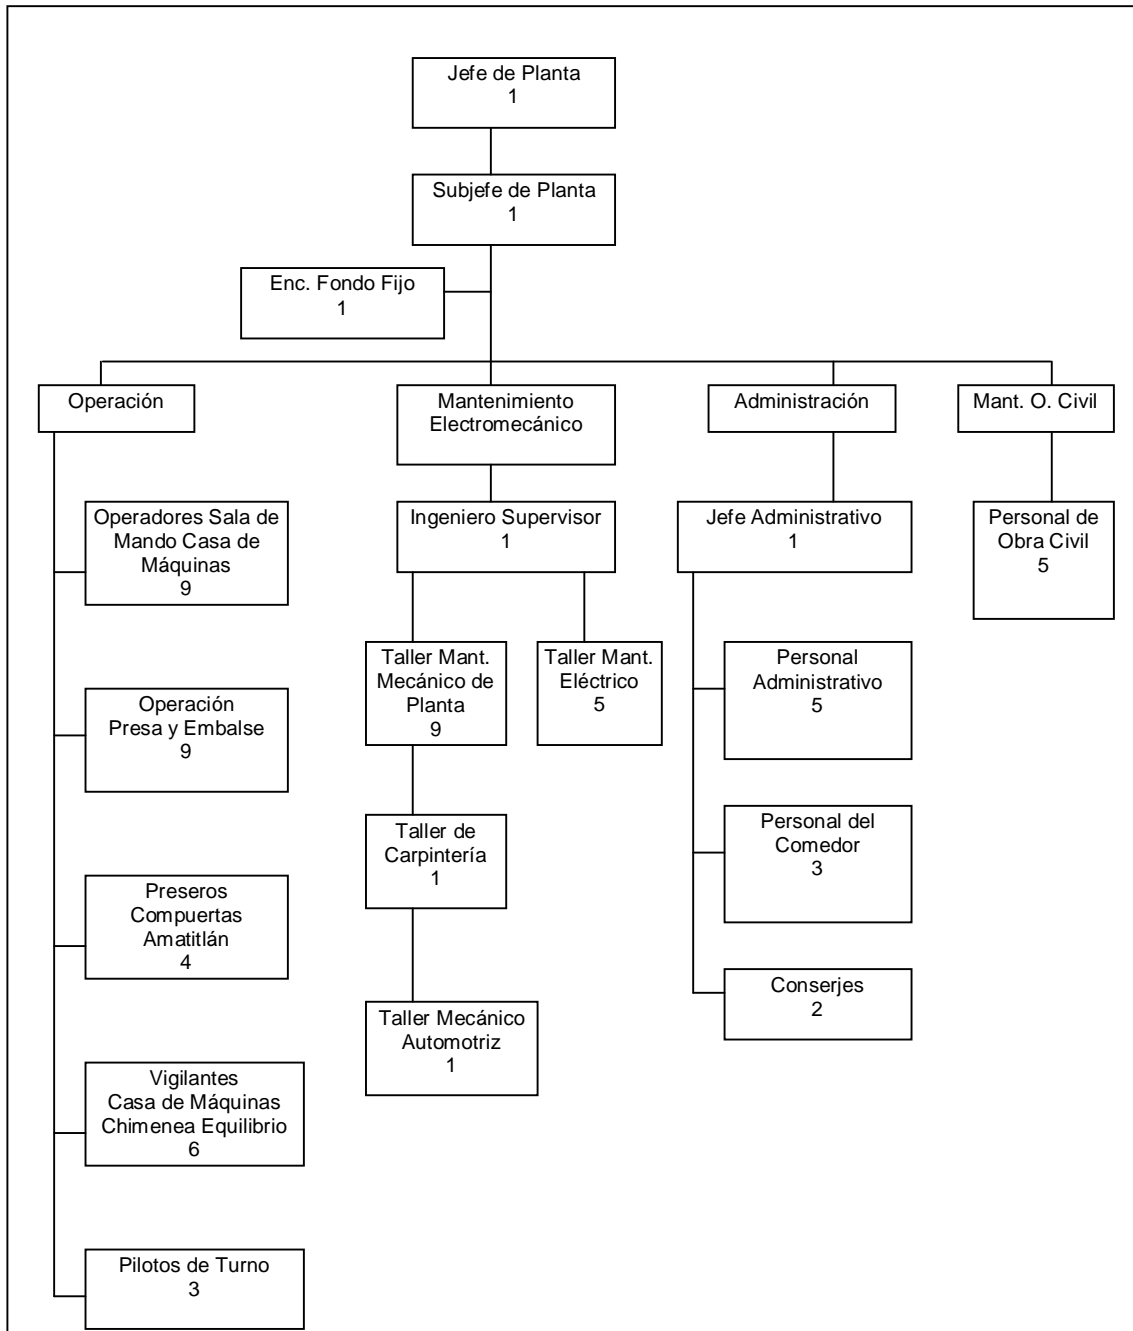 Jefe de Planta
1
Subjefe de Planta
1
Enc. Fondo Fijo
1
Operación
Mantenimiento
Electromecánico
Administración
Mant. O. Civil
Operadores Sala de
Mando Casa de
Máquinas
9
Operación
Presa y Embalse
9
Preseros
Compuertas
Amatitlán
4
Vigilantes
Casa de Máquinas
Chimenea Equilibrio
6
Pilotos de Turno
3
Ingeniero Supervisor
1
Taller Mant.
Mecánico de
Planta
9
Taller Mant.
Eléctrico
5
Taller de
Carpintería
1
Taller Mecánico
Automotriz
1
Jefe Administrativo
1
Personal
Administrativo
5
Personal del
Comedor
3
Conserjes
2
Personal de
Obra Civil
5